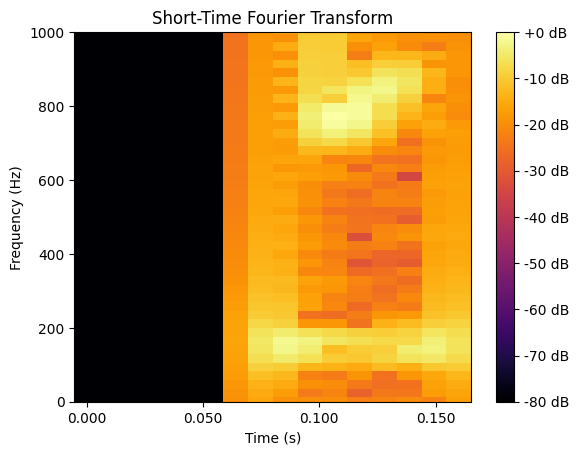 Short-Time Fourier Transform
1000
800
600
400
200
0
Frequency (Hz)
0.000
0.050
0.100
0.150
Time (s)
+0 dB
-10 dB
-20 dB
-30 dB
-40 dB
-50 dB
-60 dB
-70 dB
-80 dB